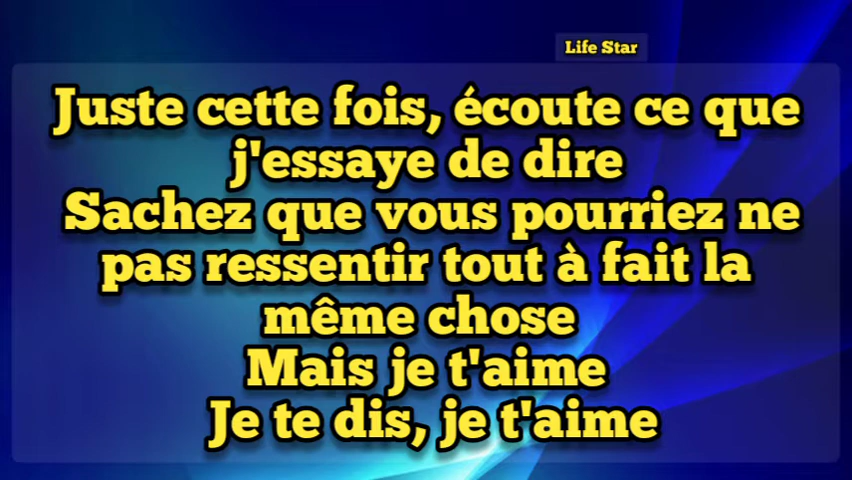 Life Star
Juste cette fois, écoute ce que
j'essaye de dire
Sachez que vous pourriez ne
pas ressentir tout à fait la
même chose
Mais je t'aime
Je te dis, je t'aime